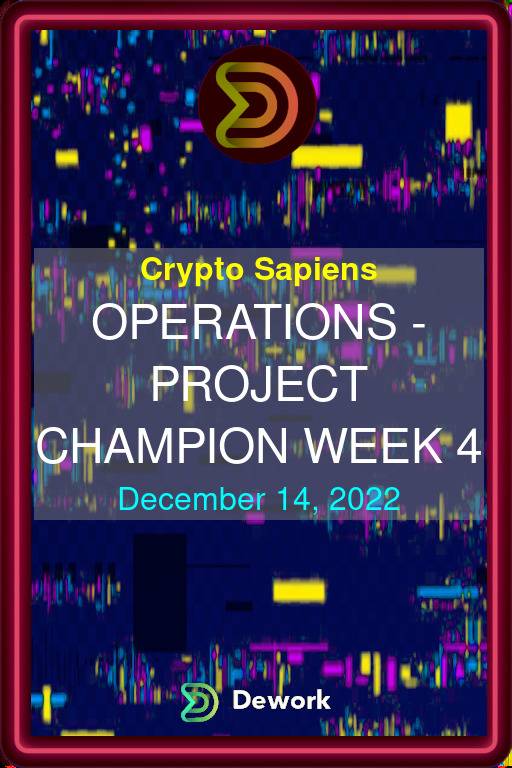 Crypto Sapiens
OPERATIONS -
PROJECT
CHAMPION WEEK 4
December 14, 2022
Dework